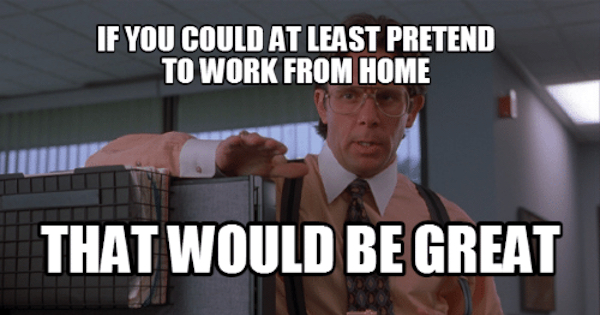 IF YOU COULD AT LEAST PRETEND
TO WORK FROM HOME
THAT WOULD BE GREAT